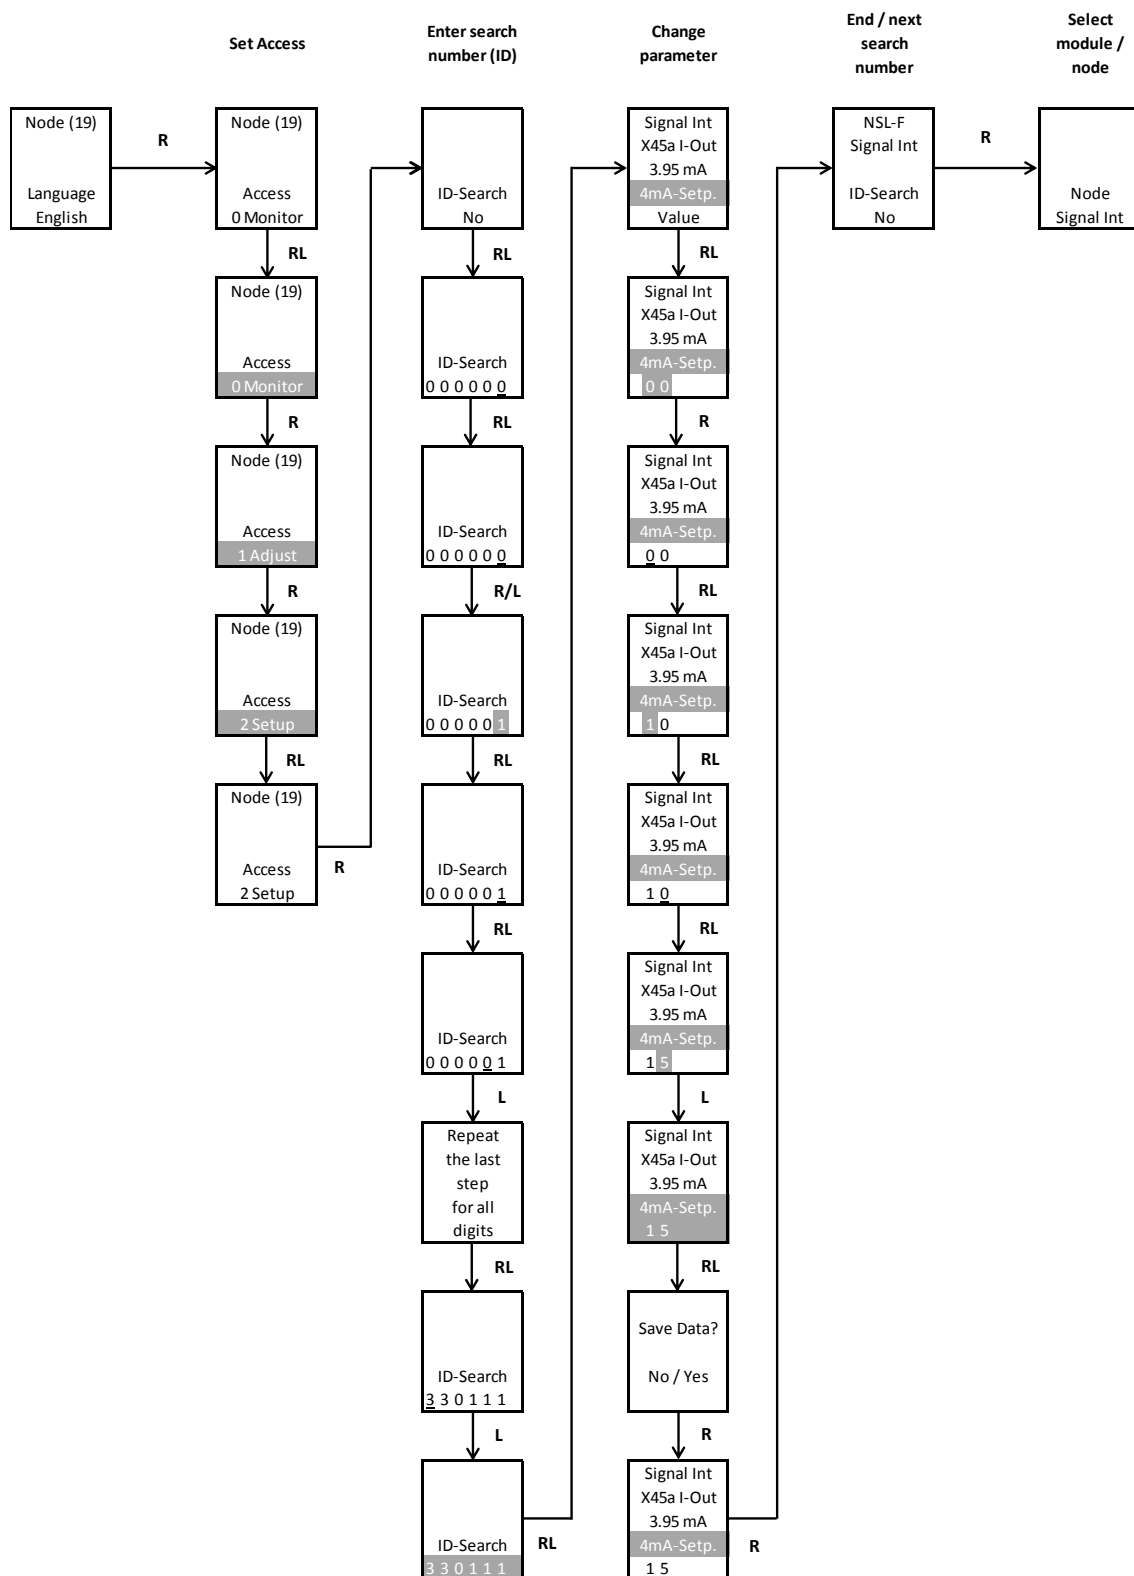 Set Access
Enter search
number (ID)
Change
parameter
End / next
search
number
Select
module /
node
Node (19)
Language
English
R
Node (19)
Access
0 Monitor
RL
Node (19)
Access
0 Monitor
R
Node (19)
Access
1 Adjust
R
Node (19)
Access
2 Setup
RL
Node (19)
Access
2 Setup
R
ID-Search
No
RL
ID-Search
0 0 0 0 0 0
RL
ID-Search
0 0 0 0 0 0
R/L
ID-Search
0 0 0 0 0 1
RL
ID-Search
0 0 0 0 0 1
RL
ID-Search
0 0 0 0 0 1
L
Repeat
the last
step
for all
digits
RL
ID-Search
3 3 0 1 1 1
L
ID-Search
3 3 0 1 1 1
RL
Signal Int
X45a I-Out
3.95 mA
4mA-Setp.
Value
RL
Signal Int
X45a I-Out
3.95 mA
4mA-Setp.
0 0
R
Signal Int
X45a I-Out
3.95 mA
4mA-Setp.
0 0
RL
Signal Int
X45a I-Out
3.95 mA
4mA-Setp.
1 0
RL
Signal Int
X45a I-Out
3.95 mA
4mA-Setp.
1 0
RL
Signal Int
X45a I-Out
3.95 mA
4mA-Setp.
1 5
L
Signal Int
X45a I-Out
3.95 mA
4mA-Setp.
1 5
RL
Save Data?
No / Yes
R
Signal Int
X45a I-Out
3.95 mA
4mA-Setp.
1 5
R
NSL-F
Signal Int
ID-Search
No
R
Node
Signal Int